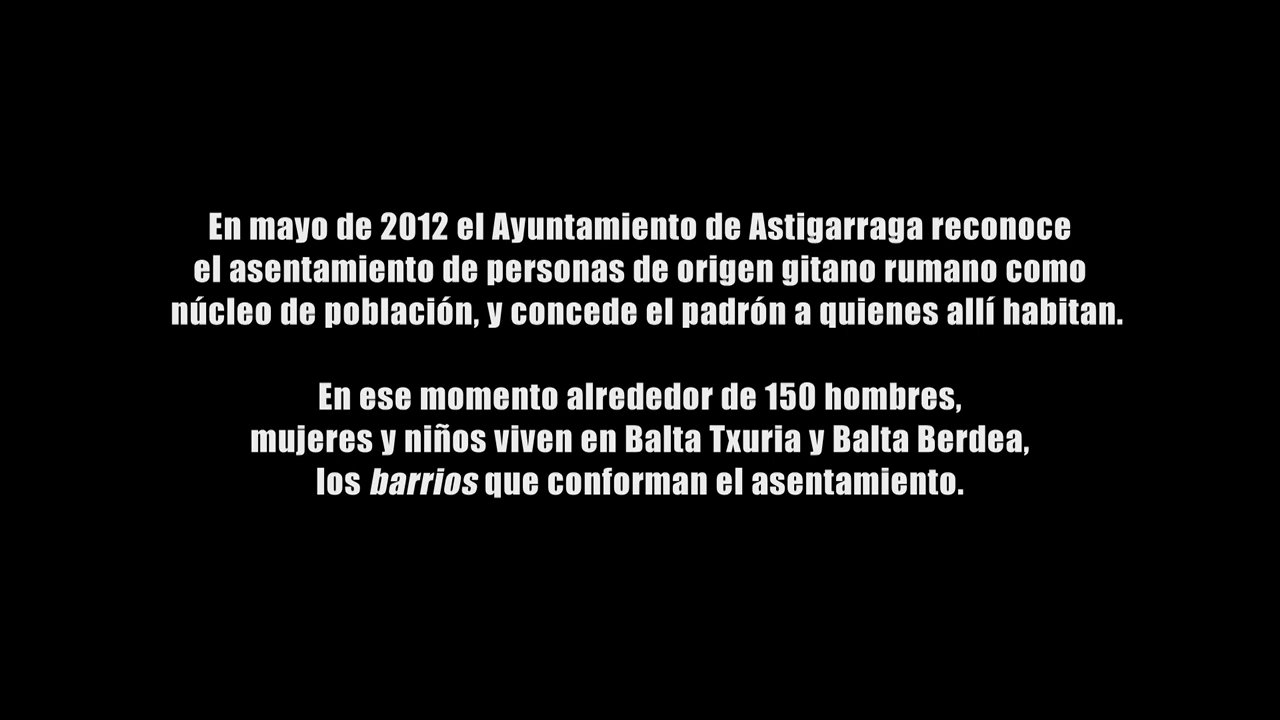 En mayo de 2012 el Ayuntamiento de Astigarraga reconoce
el asentamiento de personas de origen gitano rumano como
núcleo de población, y concede el padrón a quienes allí habitan.
En ese momento alrededor de 150 hombres,
mujeres y niños viven en Balta Txuria y Balta Berdea,
los barrios que conforman el asentamiento.